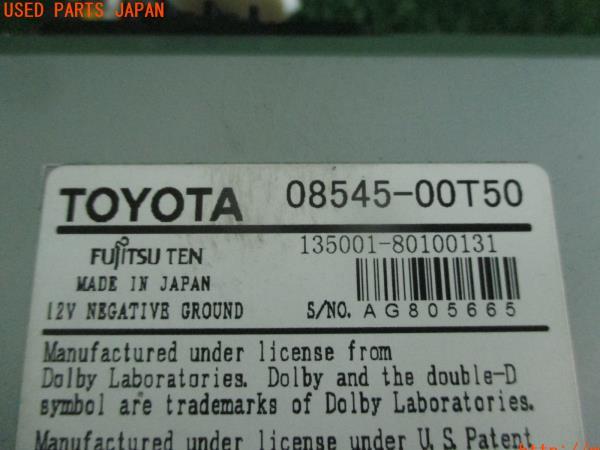 USED PARTS JAPAN
TOYOTA 08545-00T50
FUJITSU TEN 135001-80100131
MADE IN JAPAN
12V NEGATIVE GROUND S/NO. AG805665
Manufactured under license from
Dolby Laboratories. Dolby and the double-D
symbol are trademarks of Dolby Laboratories.
Manufactured under license under U.S. Patent